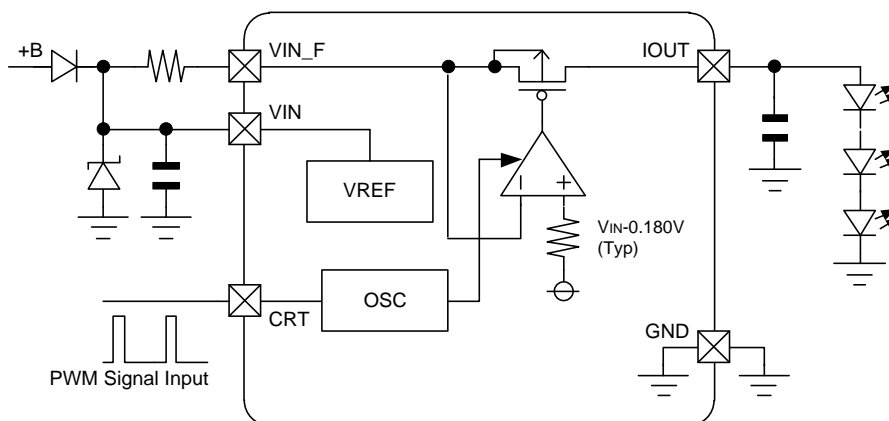 +B
VIN_F
IOUT
VIN
VREF
− +
VIN-0.180V
(Typ)
OSC
CRT
GND
PWM Signal Input